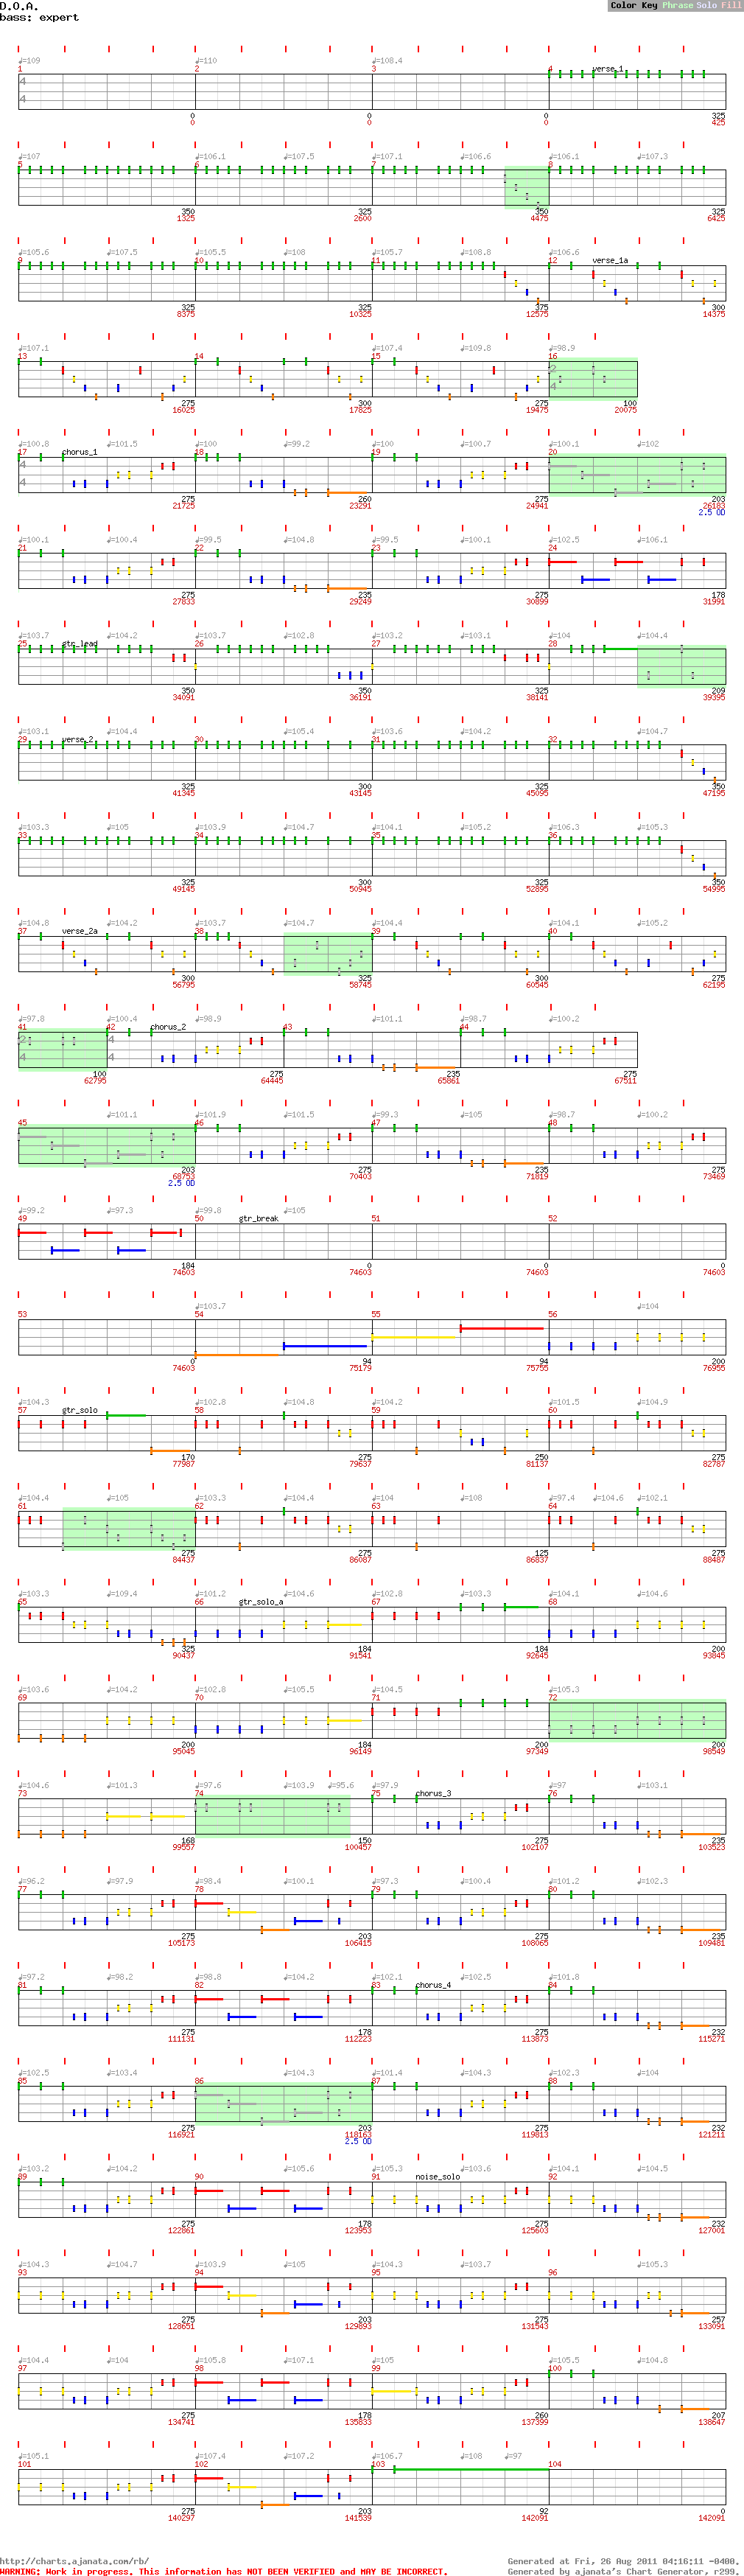 D.O.A.
Color Key Phrase Solo Fill
bass: expert
♩=109 ♩=110 ♩=108.4
1 2 3 4 verse_1
4
4
0 0 0 325
0 0 0 425
♩=107 ♩=106.1 ♩=107.5 ♩=107.1 ♩=106.6 ♩=106.1 ♩=107.3
5 6 7 8
350 325 350 325
1325 2600 4475 6425
♩=105.6 ♩=107.5 ♩=105.5 ♩=108 ♩=105.7 ♩=108.8 ♩=106.6
9 10 11 12 verse_1a
325 325 375 300
8375 10325 12575 14375
♩=107.1 ♩=107.4 ♩=109.8 ♩=98.9
13 14 15 16
2
4
275 300 275 100
16025 17825 19475 20075
♩=100.8 ♩=101.5 ♩=100 ♩=99.2 ♩=100 ♩=100.7 ♩=100.1 ♩=102
17 chorus_1 18 19 20
4
4
275 260 275 203
21725 23291 24941 26183
2.5 OD
♩=100.1 ♩=100.4 ♩=99.5 ♩=104.8 ♩=99.5 ♩=100.1 ♩=102.5 ♩=106.1
21 22 23 24
275 235 275 178
27833 29249 30899 31991
♩=103.7 ♩=104.2 ♩=103.7 ♩=102.8 ♩=103.2 ♩=103.1 ♩=104 ♩=104.4
25 gtr_lead 26 27 28
350 350 325 209
34091 36191 38141 39395
♩=103.1 ♩=104.4 ♩=105.4 ♩=103.6 ♩=104.2 ♩=104.7
29 verse_2 30 31 32
325 300 325 350
41345 43145 45095 47195
♩=103.3 ♩=105 ♩=103.9 ♩=104.7 ♩=104.1 ♩=105.2 ♩=106.3 ♩=105.3
33 34 35 36
325 300 325 350
49145 50945 52895 54995
♩=104.8 ♩=104.2 ♩=103.7 ♩=104.7 ♩=104.4 ♩=104.1 ♩=105.2
37 verse_2a 38 39 40
300 325 300 275
56795 58745 60545 62195
♩=97.8 ♩=100.4 ♩=98.9 ♩=101.1 ♩=98.7 ♩=100.2
41 42 chorus_2 43 44
2 4
4 4
100 275 235 275
62795 64445 65861 67511
♩=101.1 ♩=101.9 ♩=101.5 ♩=99.3 ♩=105 ♩=98.7 ♩=100.2
45 46 47 48
203 275 235 275
68753 70403 71819 73469
2.5 OD
♩=99.2 ♩=97.3 ♩=99.8 ♩=105
49 50 gtr_break 51 52
184 0 0 0
74603 74603 74603 74603
♩=103.7 ♩=104
53 54 55 56
0 94 94 200
74603 75179 75755 76955
♩=104.3 ♩=102.8 ♩=104.8 ♩=104.2 ♩=101.5 ♩=104.9
57 gtr_solo 58 59 60
170 275 250 275
77987 79637 81137 82787
♩=104.4 ♩=105 ♩=103.3 ♩=104.4 ♩=104 ♩=108 ♩=97.4 ♩=104.6 ♩=102.1
61 62 63 64
275 275 125 275
84437 86087 86837 88487
♩=103.3 ♩=109.4 ♩=101.2 ♩=104.6 ♩=102.8 ♩=103.3 ♩=104.1 ♩=104.6
65 66 gtr_solo_a 67 68
325 184 184 200
90437 91541 92645 93845
♩=103.6 ♩=104.2 ♩=102.8 ♩=105.5 ♩=104.5 ♩=105.3
69 70 71 72
200 184 200 200
95045 96149 97349 98549
♩=104.6 ♩=101.3 ♩=97.6 ♩=103.9 ♩=95.6 ♩=97.9 ♩=97 ♩=103.1
73 74 75 chorus_3 76
168 150 275 235
99557 100457 102107 103523
♩=96.2 ♩=97.9 ♩=98.4 ♩=100.1 ♩=97.3 ♩=100.4 ♩=101.2 ♩=102.3
77 78 79 80
275 203 275 235
105173 106415 108065 109481
♩=97.2 ♩=98.2 ♩=98.8 ♩=104.2 ♩=102.1 ♩=102.5 ♩=101.8
81 82 83 chorus_4 84
275 178 275 232
111131 112223 113873 115271
♩=102.5 ♩=103.4 ♩=104.3 ♩=101.4 ♩=104.3 ♩=102.3 ♩=104
85 86 87 88
275 203 275 232
116921 118163 119813 121211
2.5 OD
♩=103.2 ♩=104.2 ♩=105.6 ♩=105.3 ♩=103.6 ♩=104.1 ♩=104.5
89 90 91 noise_solo 92
275 178 275 232
122861 123953 125603 127001
♩=104.3 ♩=104.7 ♩=103.9 ♩=105 ♩=104.3 ♩=103.7 ♩=105.3
93 94 95 96
275 203 275 257
128651 129893 131543 133091
♩=104.4 ♩=104 ♩=105.8 ♩=107.1 ♩=105 ♩=105.5 ♩=104.8
97 98 99 100
275 178 260 207
134741 135833 137399 138647
♩=105.1 ♩=107.4 ♩=107.2 ♩=106.7 ♩=108 ♩=97
101 102 103 104
275 203 92 0
140297 141539 142091 142091
http://charts.ajanata.com/rb/ Generated at Fri, 26 Aug 2011 04:16:11 -0400.
WARNING: Work in progress. This information has NOT BEEN VERIFIED and MAY BE INCORRECT. Generated by ajanata's Chart Generator, r299.